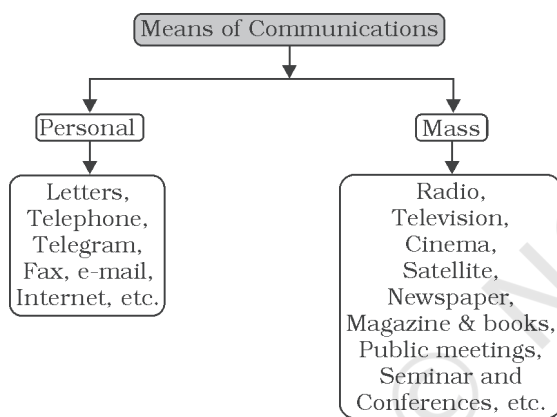 Means of Communications
Personal
Mass
Letters,
Telephone,
Telegram,
Fax, e-mail,
Internet, etc.
Radio,
Television,
Cinema,
Satellite,
Newspaper,
Magazine & books,
Public meetings,
Seminar and
Conferences, etc.
© N